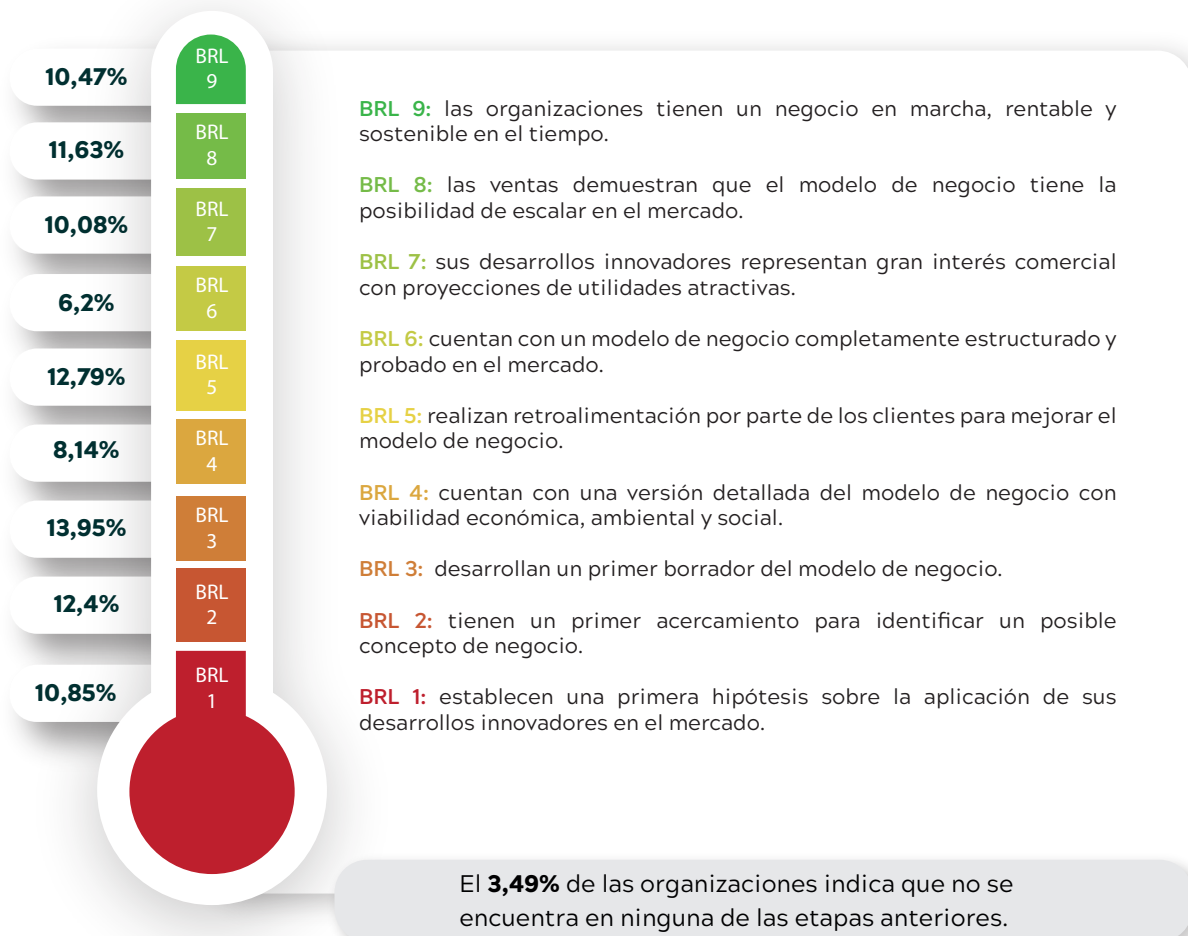 10,47%
BRL
9
11,63%
BRL
8
10,08%
BRL
7
6,2%
BRL
6
12,79%
BRL
5
8,14%
BRL
4
13,95%
BRL
3
12,4%
BRL
2
10,85%
BRL
1
BRL 9: las organizaciones tienen un negocio en marcha, rentable y
sostenible en el tiempo.
BRL 8: las ventas demuestran que el modelo de negocio tiene la
posibilidad de escalar en el mercado.
BRL 7: sus desarrollos innovadores representan gran interés comercial
con proyecciones de utilidades atractivas.
BRL 6: cuentan con un modelo de negocio completamente estructurado y
probado en el mercado.
BRL 5: realizan retroalimentación por parte de los clientes para mejorar el
modelo de negocio.
BRL 4: cuentan con una versión detallada del modelo de negocio con
viabilidad económica, ambiental y social.
BRL 3: desarrollan un primer borrador del modelo de negocio.
BRL 2: tienen un primer acercamiento para identificar un posible
concepto de negocio.
BRL 1: establecen una primera hipótesis sobre la aplicación de sus
desarrollos innovadores en el mercado.
El 3,49% de las organizaciones indica que no se
encuentra en ninguna de las etapas anteriores.